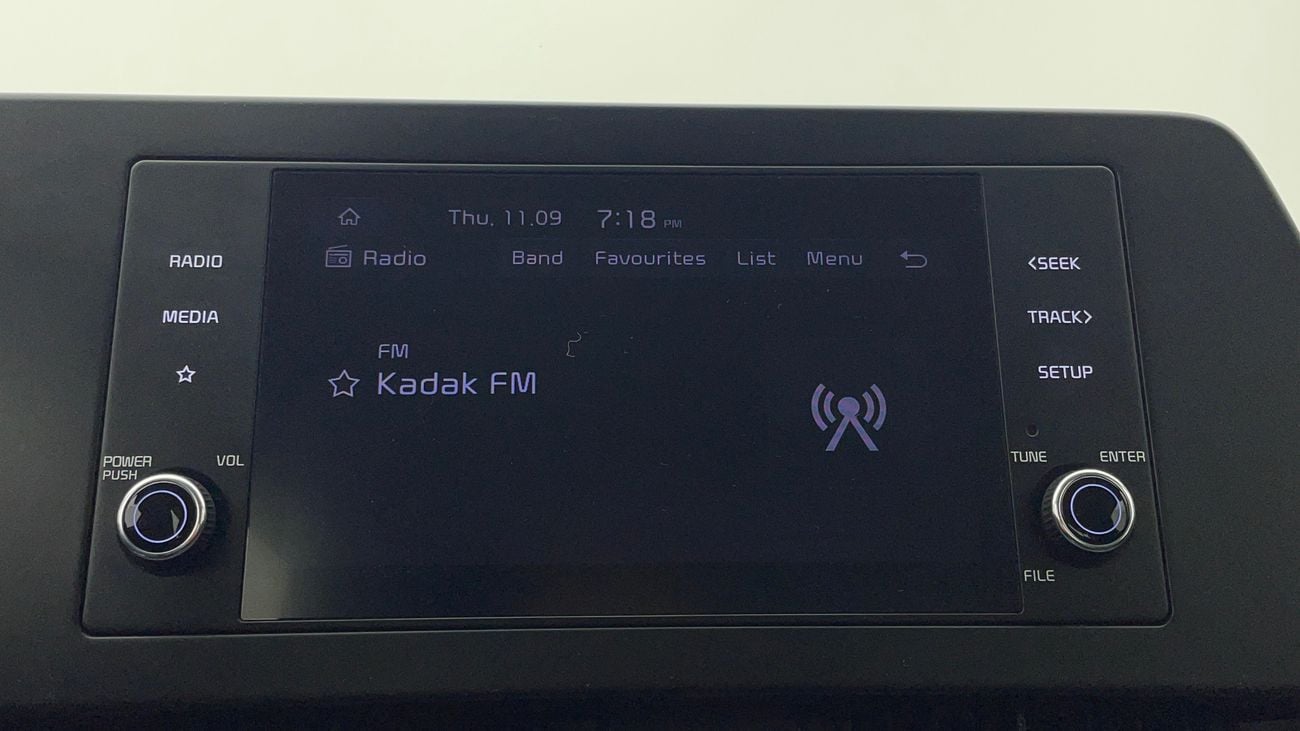 Thu. 11.09 7:18 PM
Radio Band Favourites List Menu
FM
Kadak FM
RADIO
MEDIA
POWER
PUSH
VOL
<SEEK
TRACK>
SETUP
TUNE
ENTER
FILE